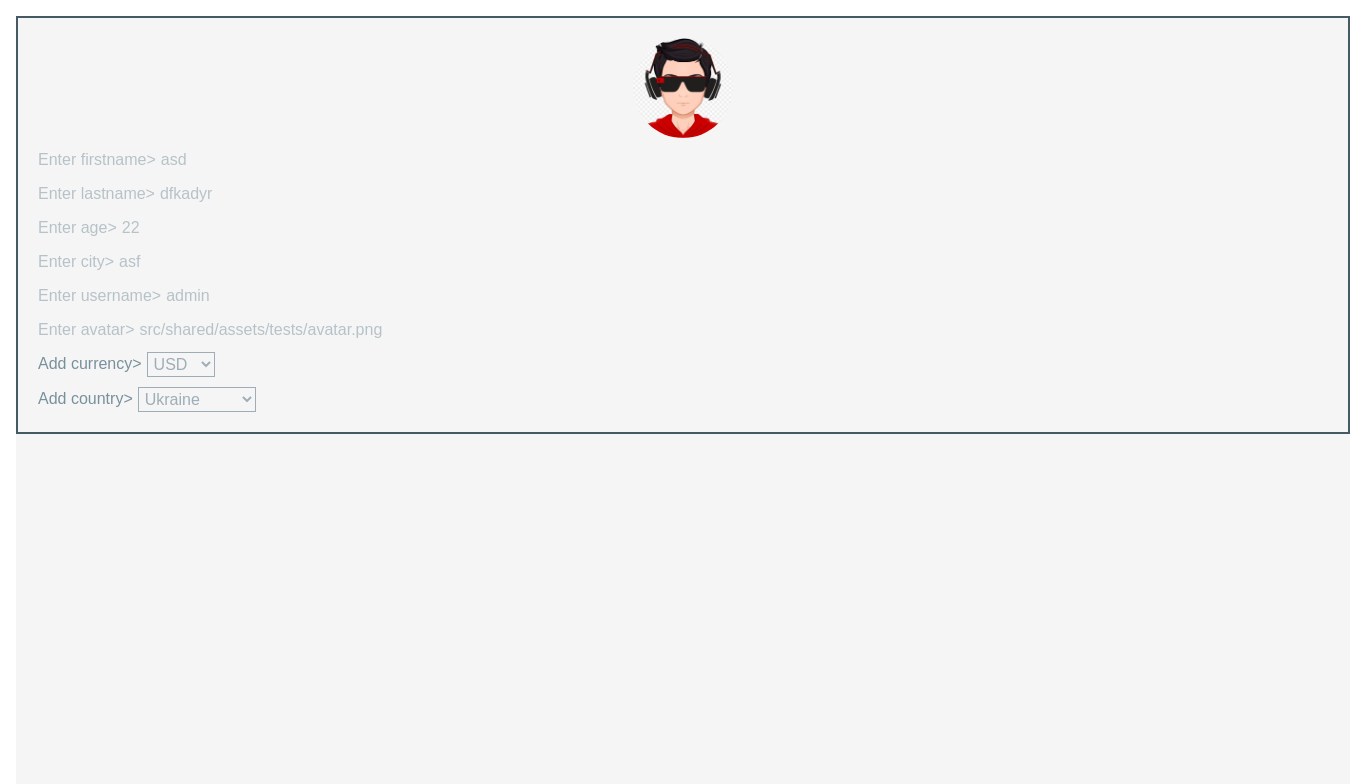 Enter firstname> asd
Enter lastname> dfkadyr
Enter age> 22
Enter city> asf
Enter username> admin
Enter avatar> src/shared/assets/tests/avatar.png
Add currency> USD
Add country> Ukraine